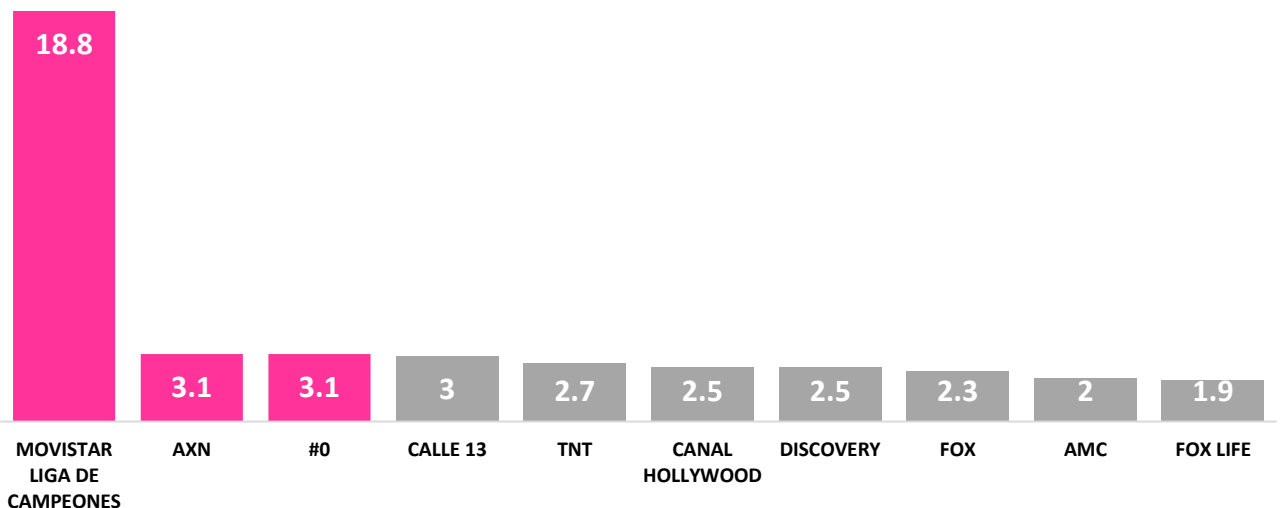 18.8
3.1
3.1
3
2.7
2.5
2.5
2.3
2
1.9
MOVISTAR
LIGA DE
CAMPEONES
AXN
#0
CALLE 13
TNT
CANAL
HOLLYWOOD
DISCOVERY
FOX
AMC
FOX LIFE